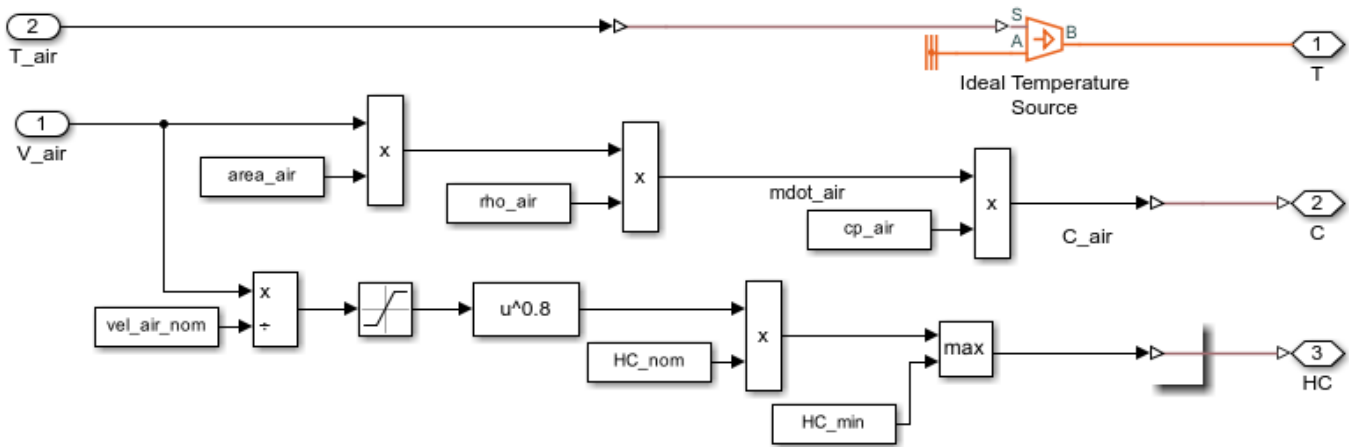 2
T_air
S
A
B
Ideal Temperature
Source
1
T
1
V_air
area_air
x
rho_air
x
mdot_air
cp_air
x
C_air
2
C
vel_air_nom
x
÷
u^0.8
HC_nom
x
HC_min
max
3
HC